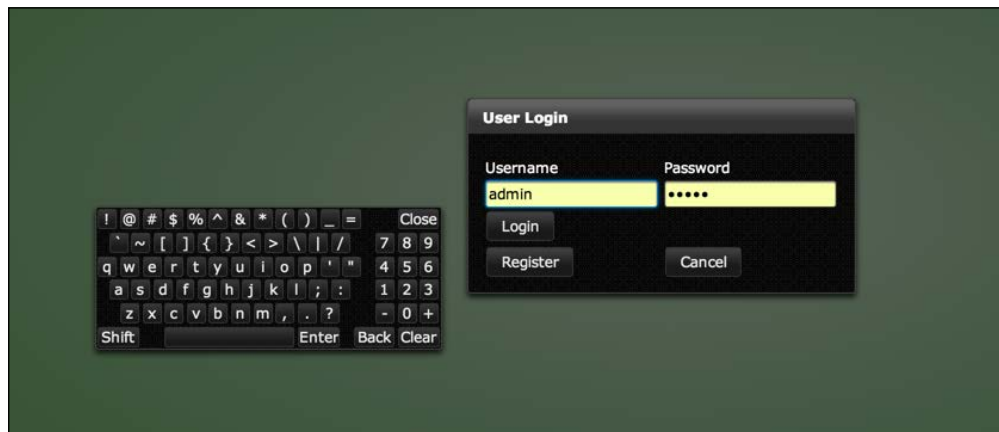 User Login
Username Password
admin •••••
Login
Register Cancel
! @ # $ % ^ & * ( ) _ = Close
` ~ [ ] { } < > \ | / 7 8 9
q w e r t y u i o p ' " 4 5 6
a s d f g h j k l ; : 1 2 3
z x c v b n m , . ? - 0 +
Shift Enter Back Clear